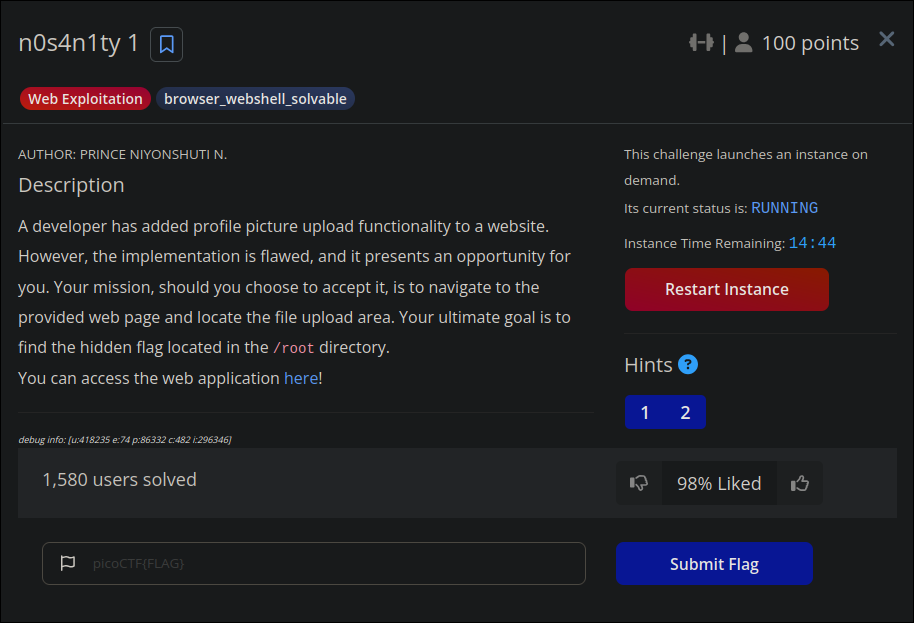 n0s4n1ty 1
| 100 points
Web Exploitation
browser_webshell_solvable
AUTHOR: PRINCE NIYONSHUTI N.
Description
A developer has added profile picture upload functionality to a website.
However, the implementation is flawed, and it presents an opportunity for
you. Your mission, should you choose to accept it, is to navigate to the
provided web page and locate the file upload area. Your ultimate goal is to
find the hidden flag located in the /root directory.
You can access the web application here!
This challenge launches an instance on
demand.
Its current status is: RUNNING
Instance Time Remaining: 14:44
Restart Instance
Hints ?
1 2
debug info: [u:418235 e:74 p:86332 c:482 i:296346]
1,580 users solved
98% Liked
picoCTF{FLAG}
Submit Flag